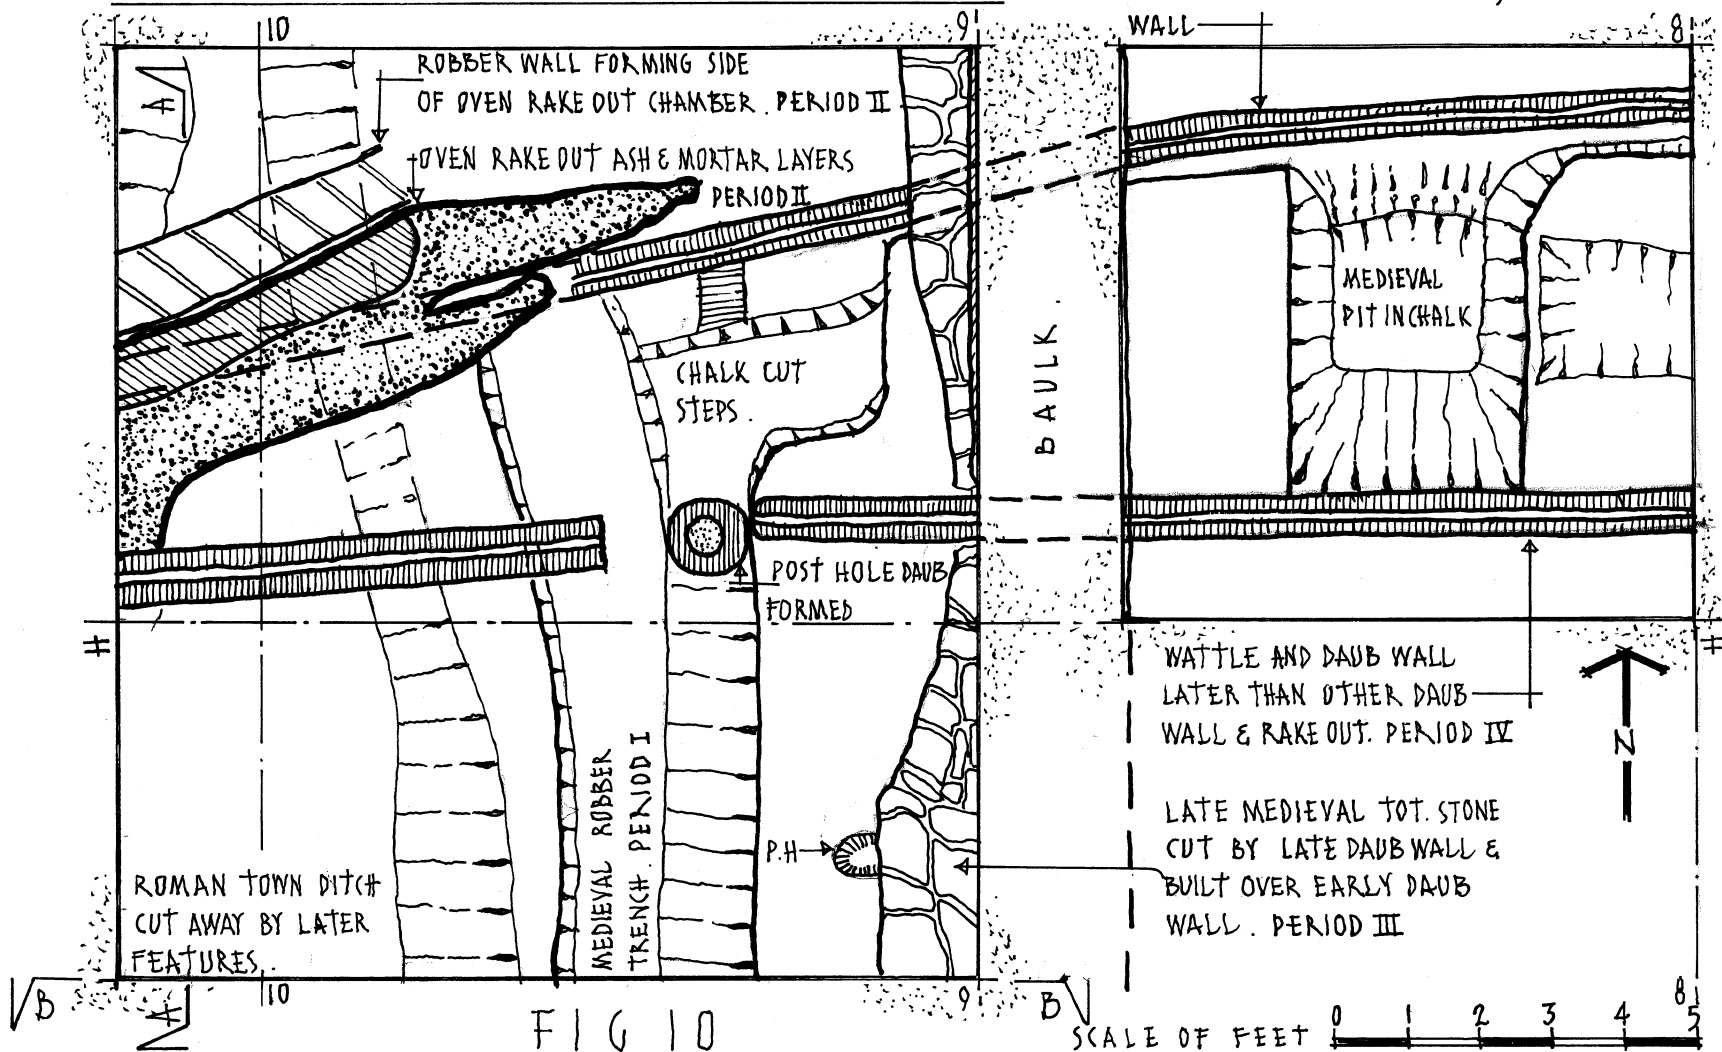 10
9
WALL
8
ROBBER WALL FORMING SIDE
OF OVEN RAKE OUT CHAMBER. PERIOD II
A
OVEN RAKE OUT ASH & MORTAR LAYERS
PERIOD II
MEDIEVAL
PIT IN CHALK
CHALK CUT
STEPS.
BAULK.
POST HOLE DAUB
FORMED
H
H
WATTLE AND DAUB WALL
LATER THAN OTHER DAUB
WALL & RAKE OUT. PERIOD IV
N
MEDIEVAL ROBBER
TRENCH. PERIOD I
P.H
LATE MEDIEVAL TOT. STONE
CUT BY LATE DAUB WALL &
BUILT OVER EARLY DAUB
WALL. PERIOD III
ROMAN TOWN DITCH
CUT AWAY BY LATER
FEATURES.
B
A
10
9
B
8
FIG 10
SCALE OF FEET
0 1 2 3 4 5